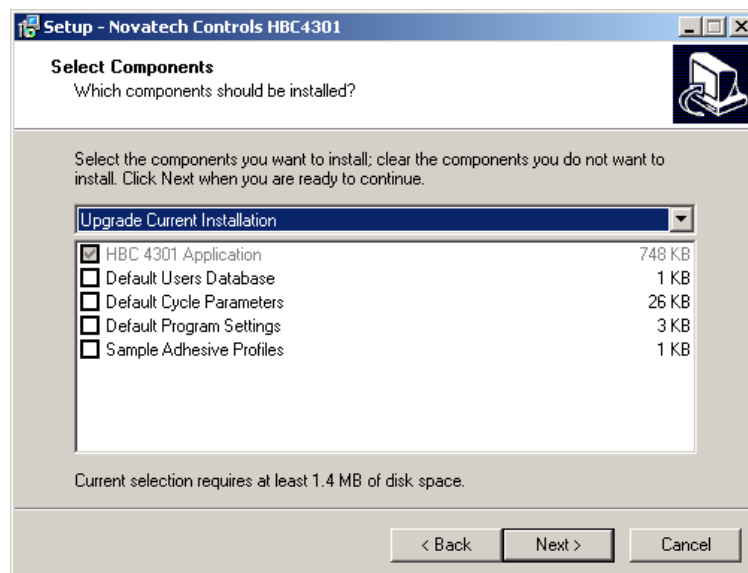 Setup - Novatech Controls HBC4301
Select Components
Which components should be installed?
Select the components you want to install; clear the components you do not want to
install. Click Next when you are ready to continue.
Upgrade Current Installation
HBC 4301 Application 748 KB
Default Users Database 1 KB
Default Cycle Parameters 26 KB
Default Program Settings 3 KB
Sample Adhesive Profiles 1 KB
Current selection requires at least 1.4 MB of disk space.
< Back Next > Cancel